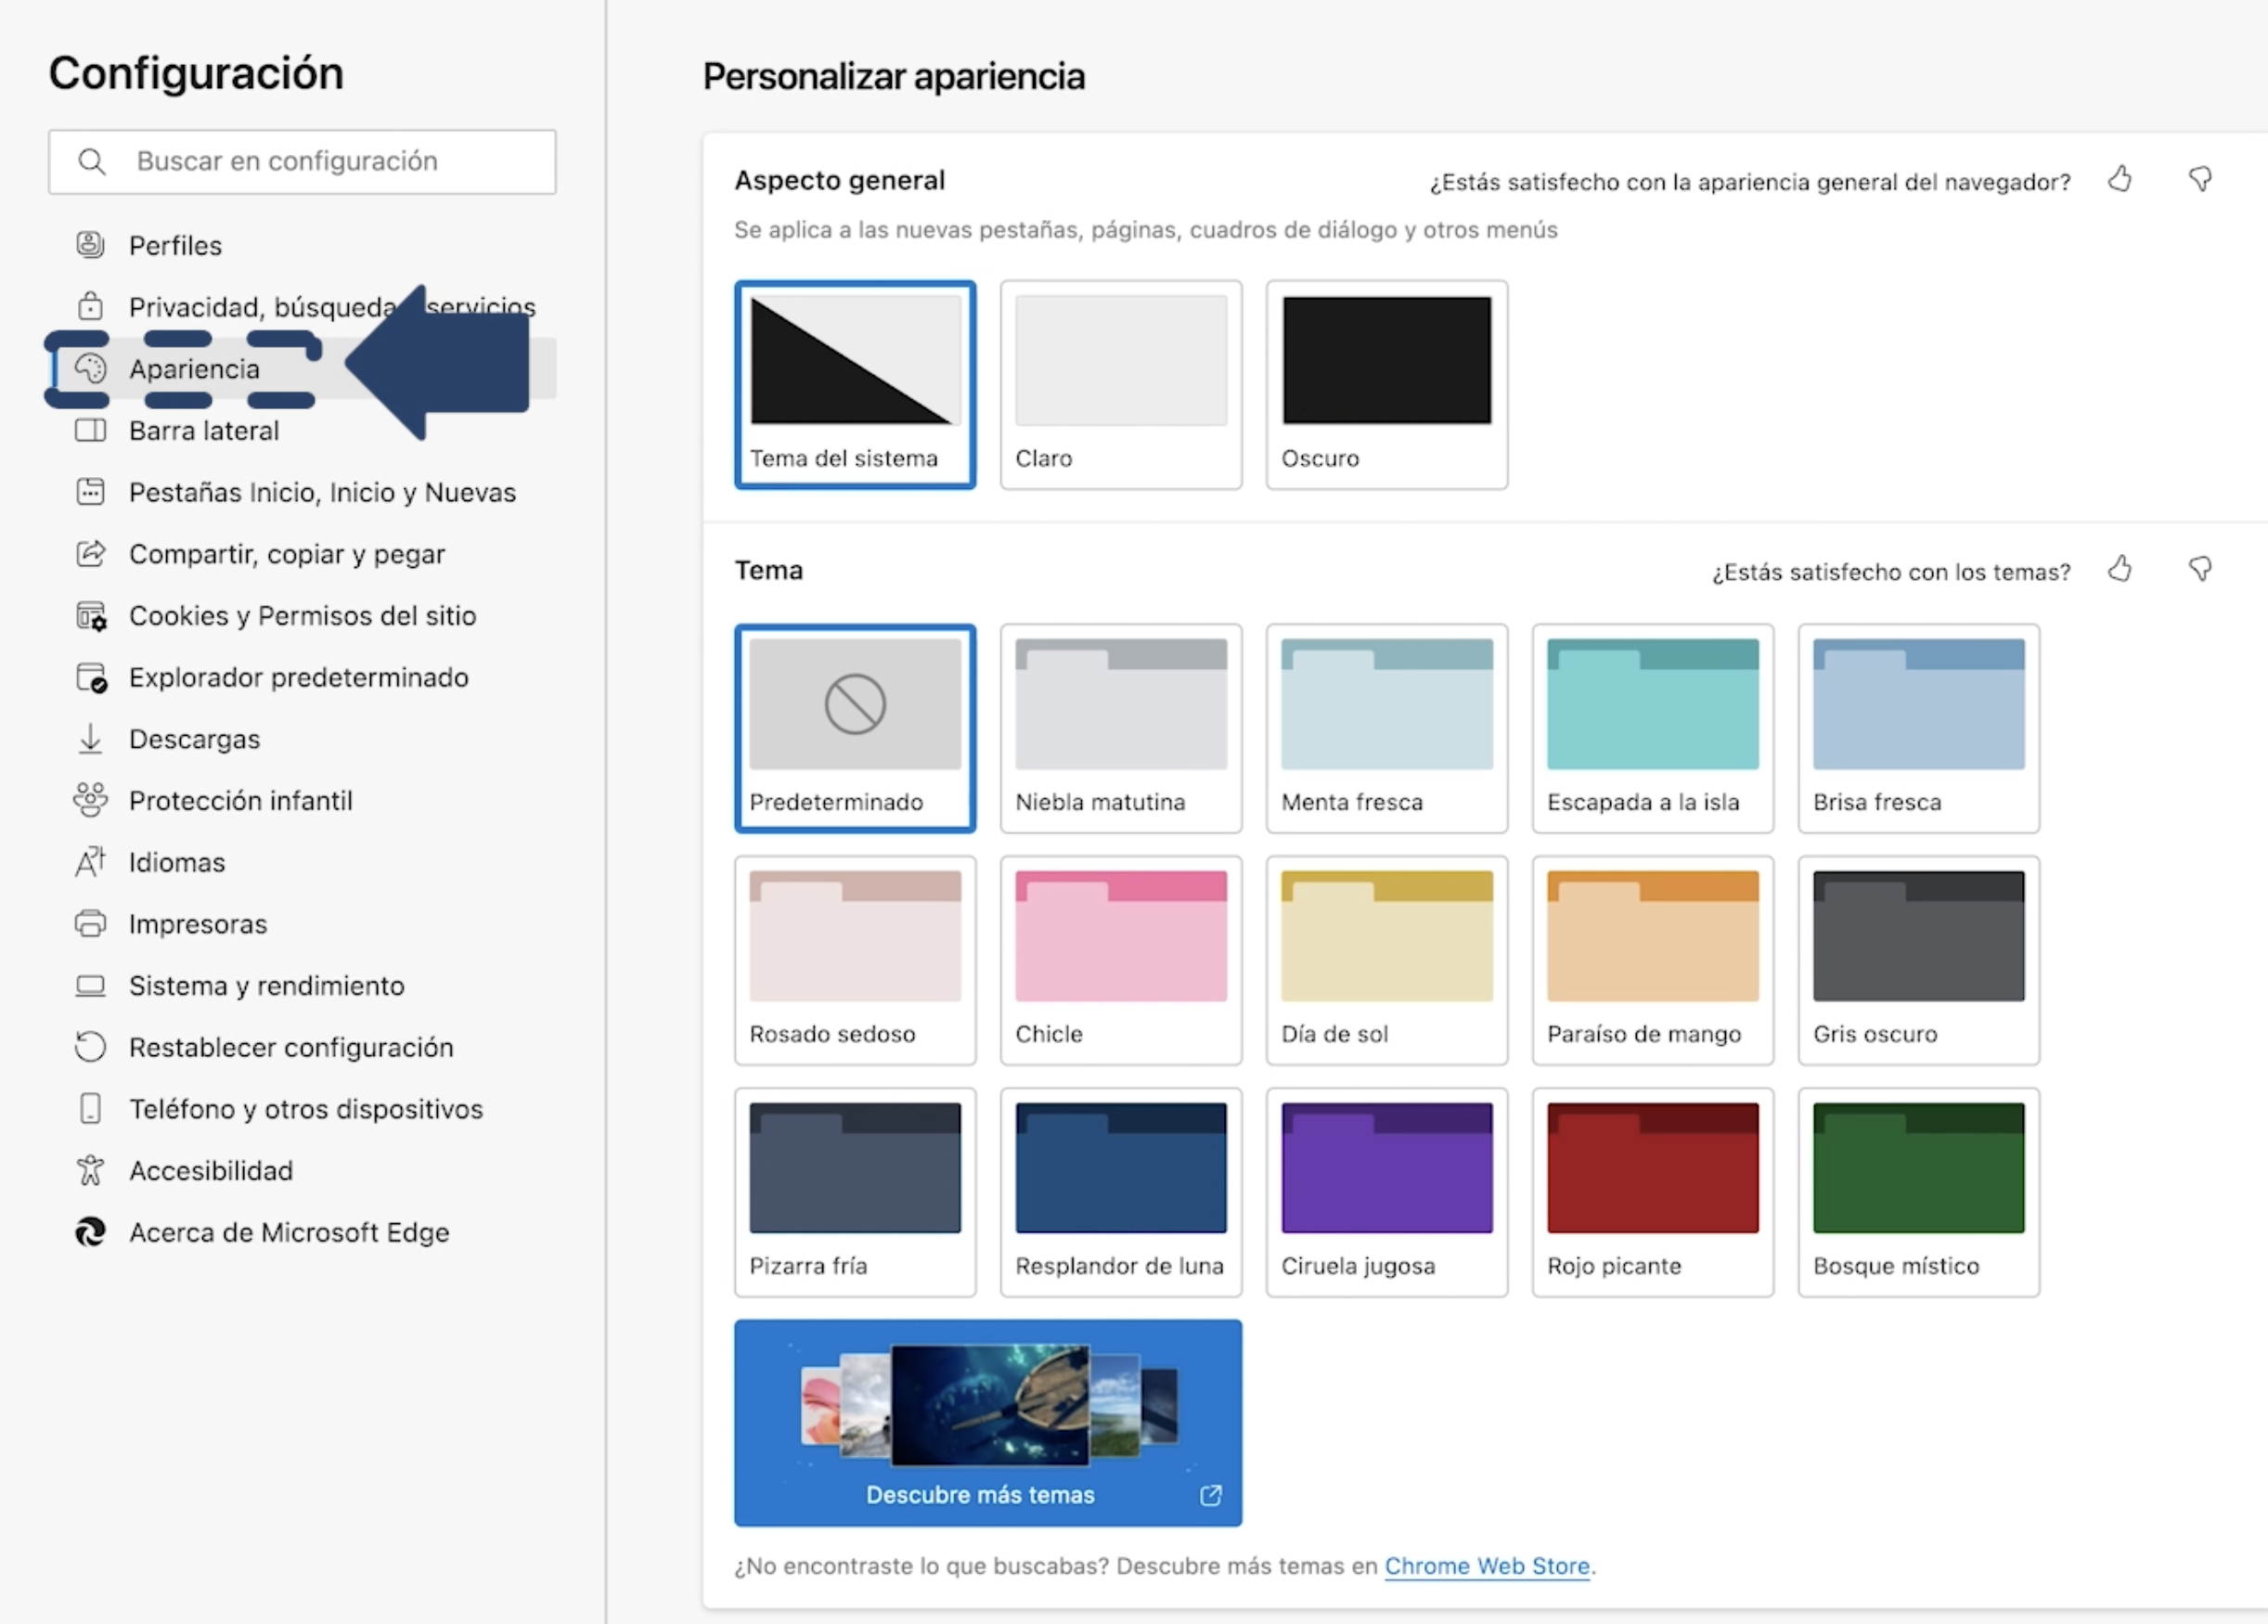 Configuración
Buscar en configuración
Perfiles
Privacidad, búsqueda servicios
Apariencia
Barra lateral
Pestañas Inicio, Inicio y Nuevas
Compartir, copiar y pegar
Cookies y Permisos del sitio
Explorador predeterminado
Descargas
Protección infantil
Idiomas
Impresoras
Sistema y rendimiento
Restablecer configuración
Teléfono y otros dispositivos
Accesibilidad
Acerca de Microsoft Edge
Personalizar apariencia
Aspecto general
¿Estás satisfecho con la apariencia general del navegador?
Se aplica a las nuevas pestañas, páginas, cuadros de diálogo y otros menús
Tema del sistema
Claro
Oscuro
Tema
¿Estás satisfecho con los temas?
Predeterminado
Niebla matutina
Menta fresca
Escapada a la isla
Brisa fresca
Rosado sedoso
Chicle
Día de sol
Paraíso de mango
Gris oscuro
Pizarra fría
Resplandor de luna
Ciruela jugosa
Rojo picante
Bosque místico
Descubre más temas
¿No encontraste lo que buscabas? Descubre más temas en Chrome Web Store.